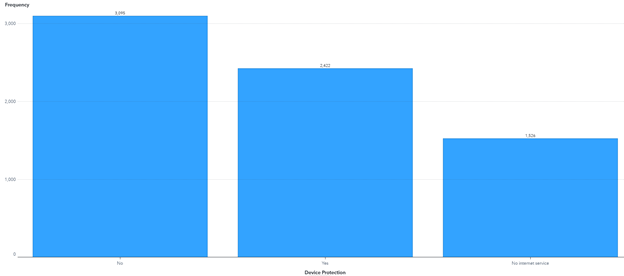 Frequency
3,095
3,000
2,422
2,000
1,526
1,000
0
No
Yes
No internet service
Device Protection